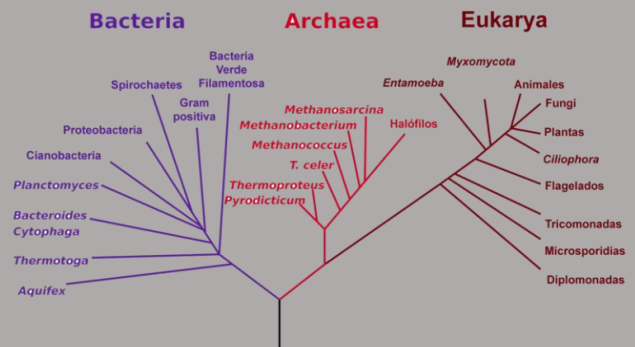 Bacteria
Archaea
Eukarya
Bacteria
Verde
Filamentosa
Spirochaetes
Gram
positiva
Proteobacteria
Cianobacteria
Planctomyces
Bacteroides
Cytophaga
Thermotoga
Aquifex
Methanosarcina
Methanobacterium
Halófilos
Methanococcus
T. celer
Thermoproteus
Pyrodicticum
Myxomycota
Entamoeba
Animales
Fungi
Plantas
Ciliophora
Flagelados
Tricomonadas
Microsporidias
Diplomonadas